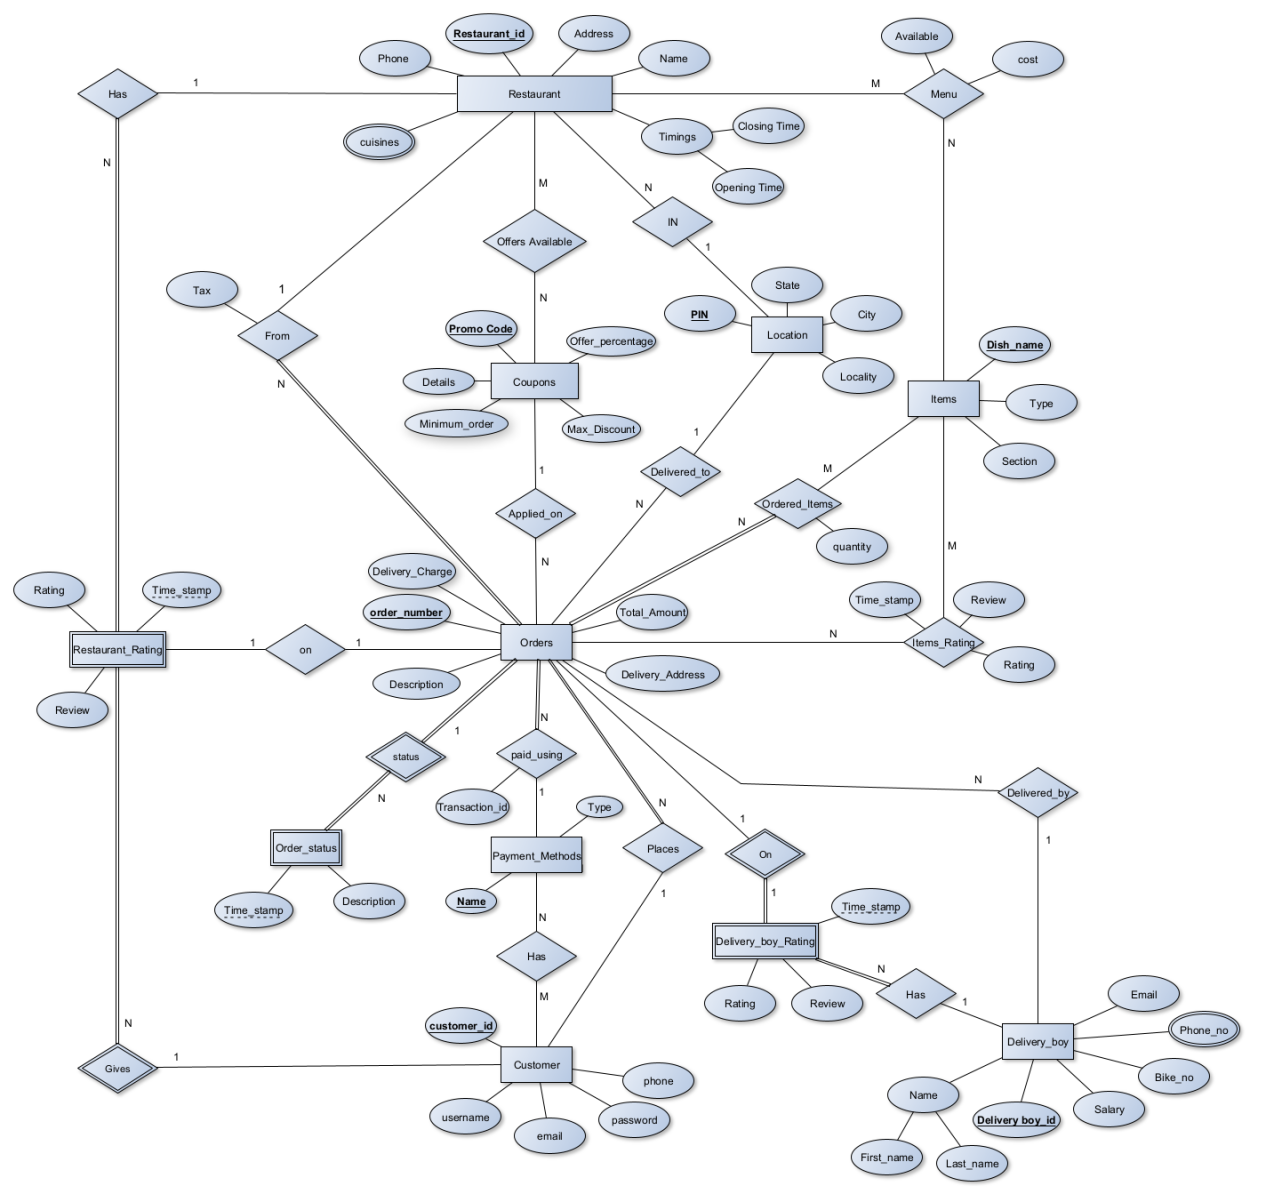 Restaurant_id
Address
Available
Phone
Name
cost
Has
1
Restaurant
M
Menu
cuisines
Timings
Closing Time
N
N
M
N
Opening Time
IN
Offers Available
1
Tax
1
N
State
PIN
City
From
Promo Code
Offer_percentage
Location
Dish_name
N
Details
Coupons
Locality
Items
Type
Minimum_order
Max_Discount
1
Section
1
Delivered_to
M
N
Ordered_Items
Applied_on
N
quantity
N
M
Delivery_Charge
Rating
Time_stamp
order_number
Total_Amount
Time_stamp
Review
Restaurant_Rating
1
on
1
Orders
N
Items_Rating
Rating
Description
Delivery_Address
Review
1
N
status
paid_using
N
Delivered_by
N
Transaction_id
1
Type
N
1
Order_status
Payment_Methods
Places
On
1
Time_stamp
Description
Name
1
1
Time_stamp
N
Delivery_boy_Rating
Has
N
M
Rating
Review
Has
1
Email
N
customer_id
Phone_no
Gives
1
Customer
Delivery_boy
phone
Bike_no
username
email
password
Name
Delivery boy_id
Salary
First_name
Last_name